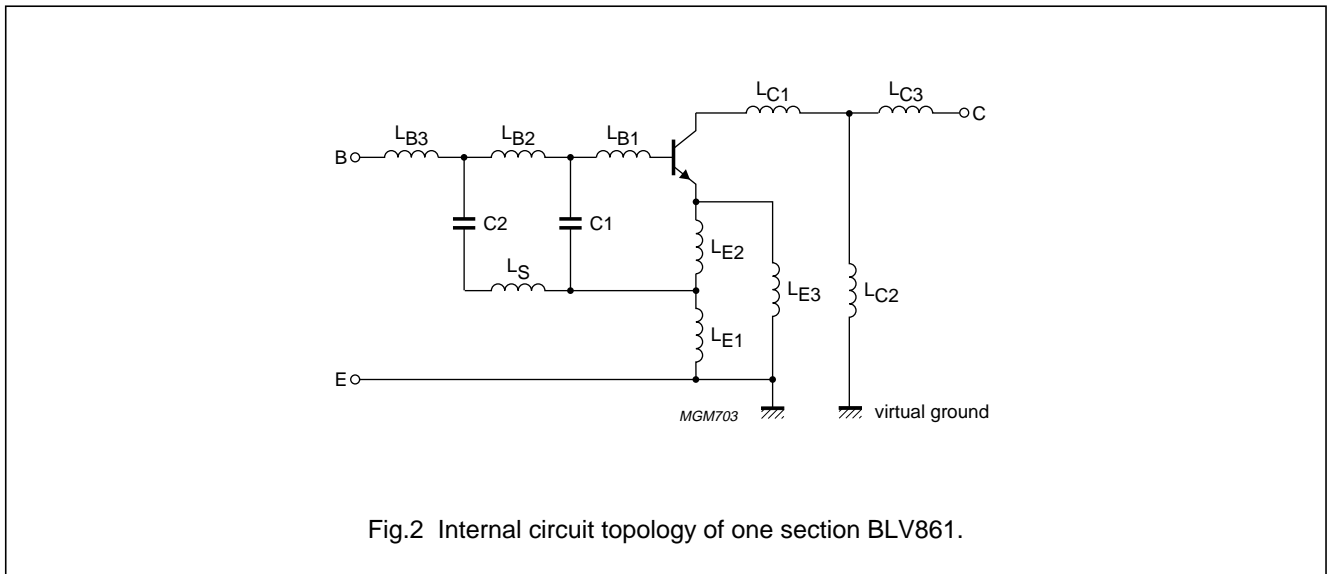 LC1
LC3
C
LB3
LB2
LB1
B
C2
C1
LE2
LS
LE3
LC2
LE1
E
MGM703
virtual ground
Fig.2 Internal circuit topology of one section BLV861.